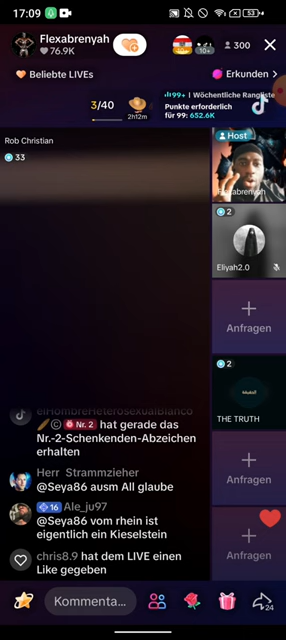 17:09
53
Flexabrenyah
76.9K
10+
300
Beliebte LIVEs
Erkunden
3/40
2h12m
99+ | Wöchentliche Rangliste
Punkte erforderlich
für 99: 652.6K
Rob Christian
33
Host
Flexabrenyah
2
Eliyah2.0
Anfragen
2
THE TRUTH
Anfragen
Anfragen
elHombreHeterosexualBlanco
Nr. 2 hat gerade das
Nr.-2-Schenkenden-Abzeichen
erhalten
Herr Strammzieher
@Seya86 ausm All glaube
16 Ale_ju97
@Seya86 vom rhein ist
eigentlich ein Kieselstein
chris8.9 hat dem LIVE einen
Like gegeben
Kommenta...
24